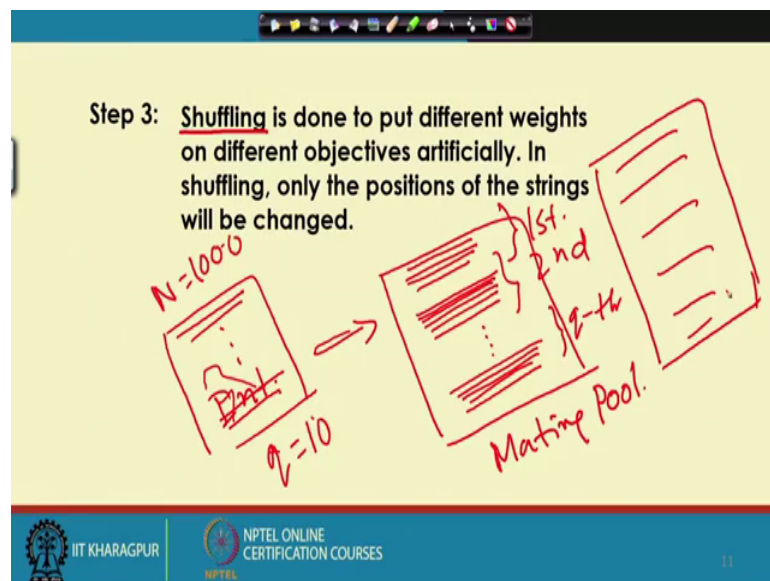 Step 3: Shuffling is done to put different weights
on different objectives artificially. In
shuffling, only the positions of the strings
will be changed.
N=1000
q=10
1st.
2nd
q-th
Mating Pool.
IIT KHARAGPUR
NPTEL
NPTEL ONLINE
CERTIFICATION COURSES
11